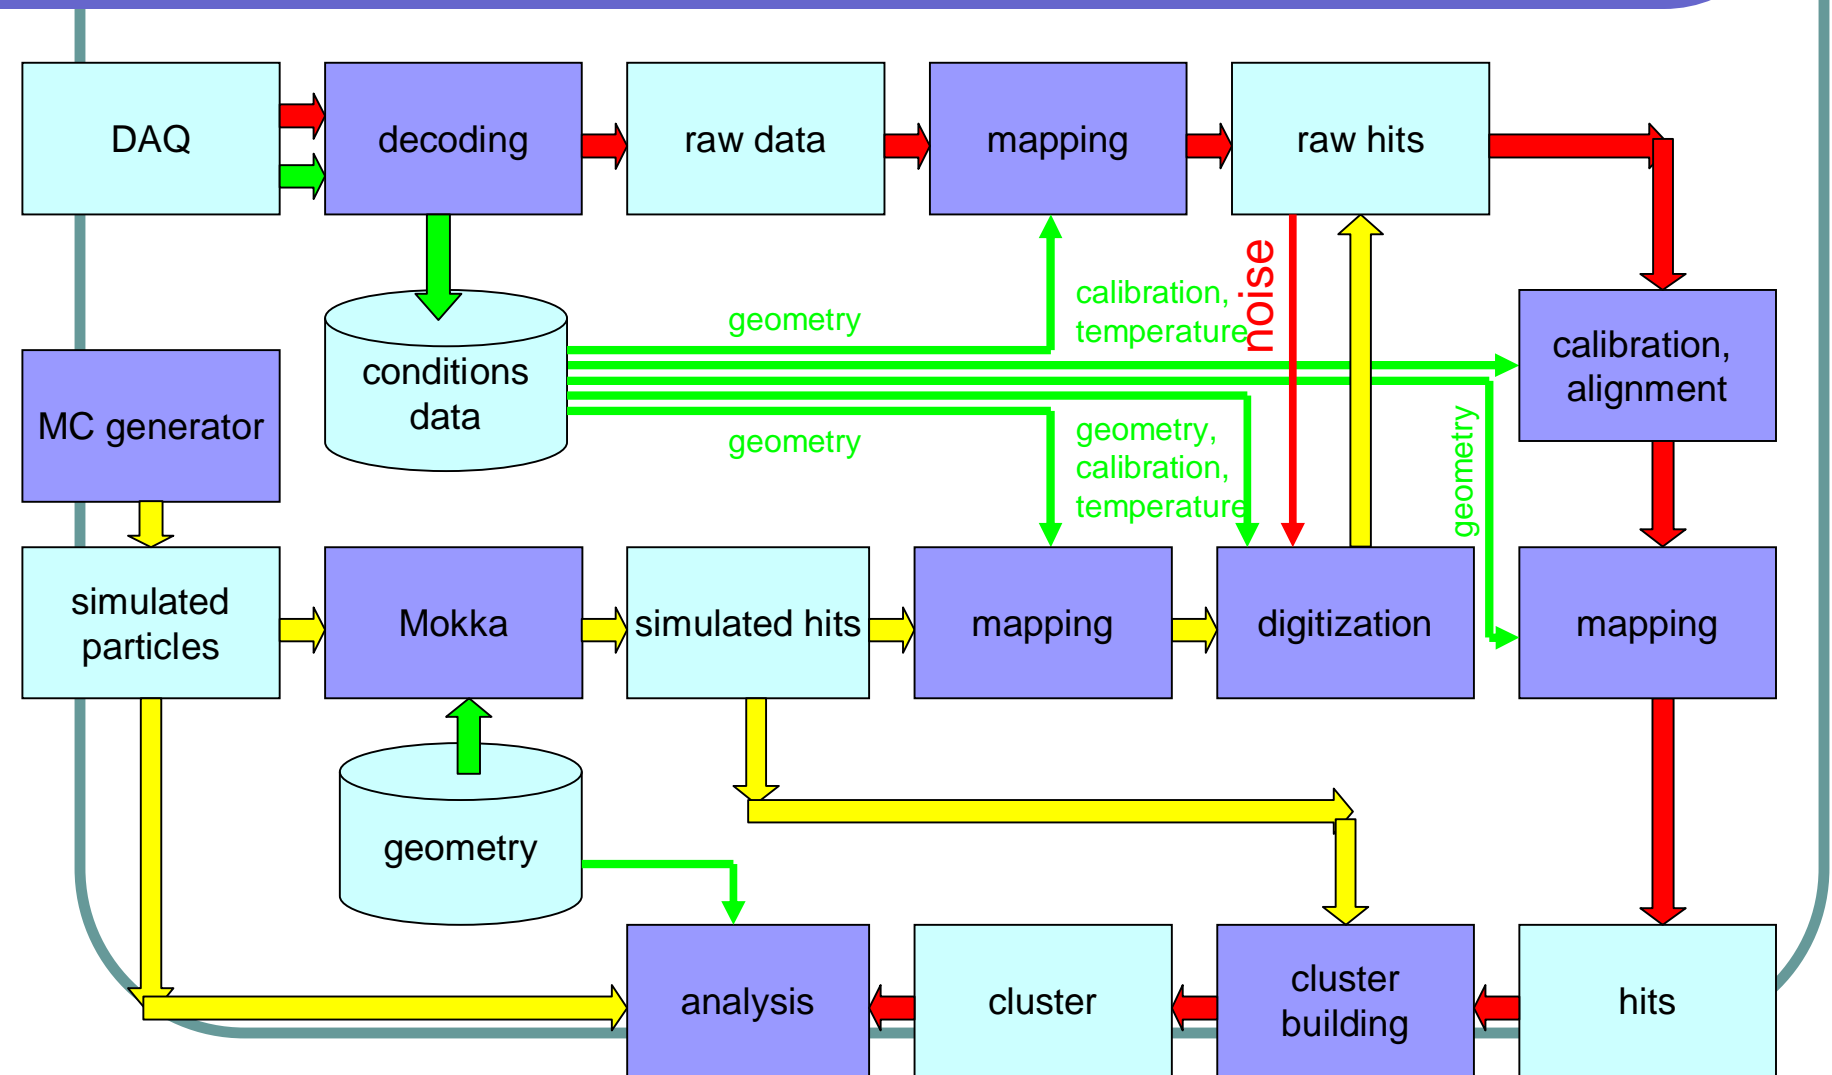 DAQ
decoding
raw data
mapping
raw hits
noise
calibration,
temperature
geometry
conditions
data
calibration,
alignment
MC generator
geometry
geometry,
calibration,
temperature
geometry
simulated
particles
Mokka
simulated hits
mapping
digitization
mapping
geometry
analysis
cluster
cluster
building
hits